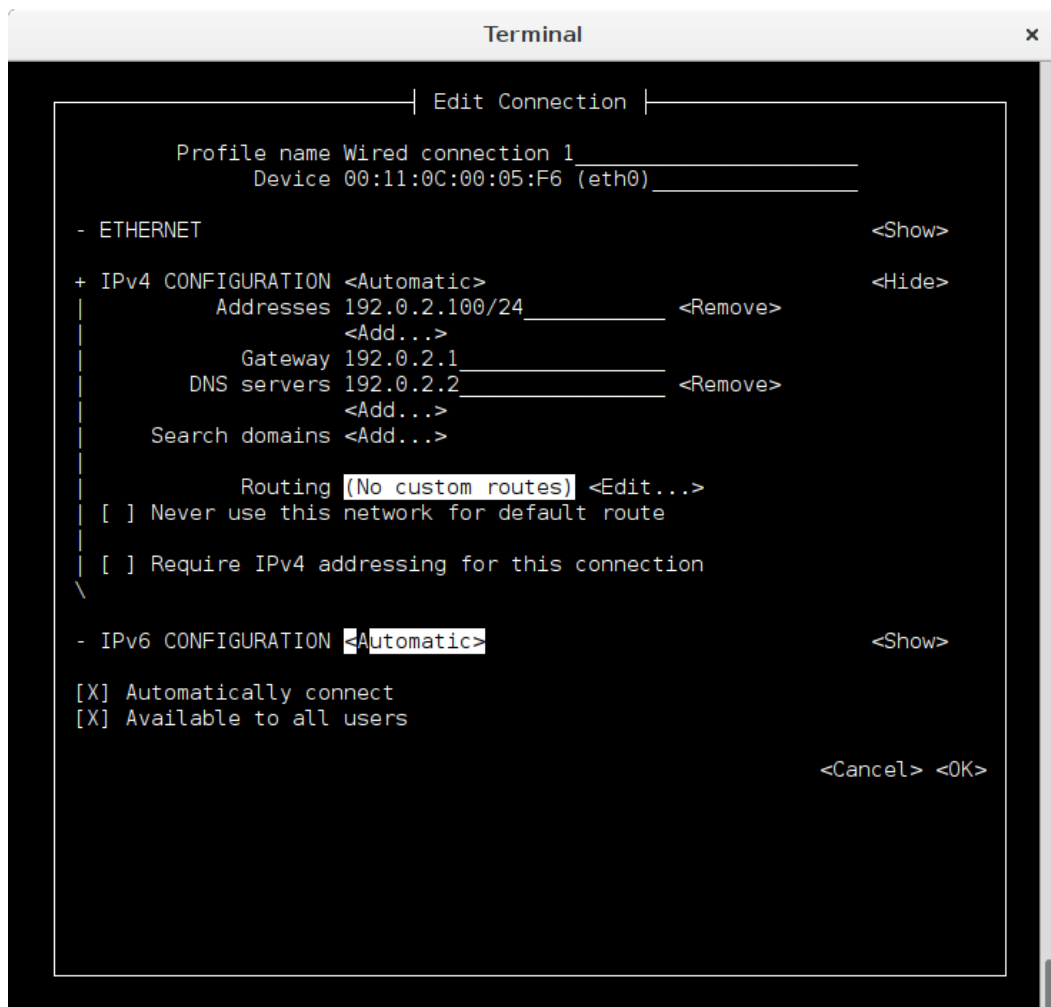 Terminal ×
Edit Connection
Profile name Wired connection 1
Device 00:11:0C:00:05:F6 (eth0)
- ETHERNET <Show>
+ IPv4 CONFIGURATION <Automatic> <Hide>
| Addresses 192.0.2.100/24 <Remove>
| <Add...>
| Gateway 192.0.2.1
| DNS servers 192.0.2.2 <Remove>
| <Add...>
| Search domains <Add...>
|
| Routing (No custom routes) <Edit...>
| [ ] Never use this network for default route
|
| [ ] Require IPv4 addressing for this connection
\
- IPv6 CONFIGURATION <Automatic> <Show>
[X] Automatically connect
[X] Available to all users
<Cancel> <OK>